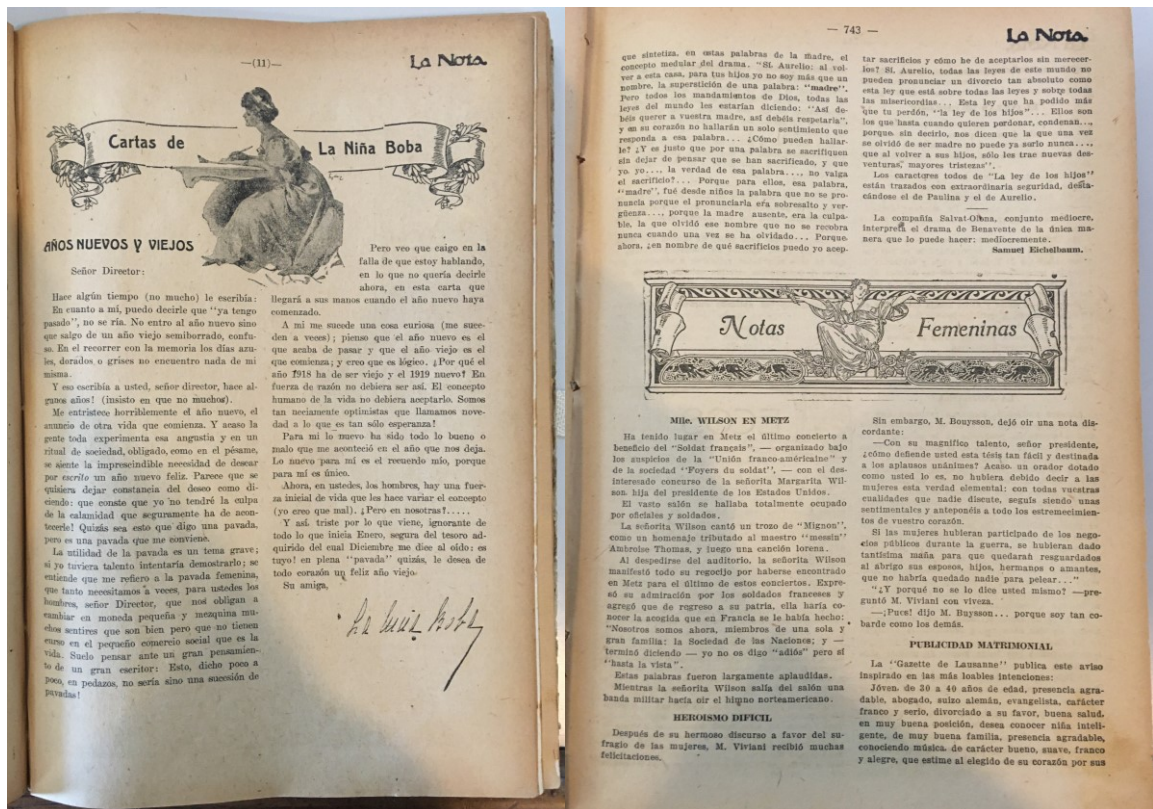 —(11)—
La Nota
Cartas de
La Niña Boba
AÑOS NUEVOS Y VIEJOS
Señor Director:
Hace algún tiempo (no mucho) le escribía:
En cuanto a mí, puedo decirle que "ya tengo
pasado", no se ría. No entro al año nuevo sino
que salgo de un año viejo semiborrado, confu-
so. En el recorrer con la memoria los días azu-
les, dorados o grises no encuentro nada de mí
misma.
Y eso escribía a usted, señor director, hace al-
gunos años! (insisto en que no muchos).
Me entristece horriblemente el año nuevo, el
anuncio de otra vida que comienza. Y acaso la
gente toda experimenta esa angustia y en un
ritual de sociedad, obligado, como en el pésame,
se siente la imprescindible necesidad de desear
por escrito un año nuevo feliz. Parece que se
quisiera dejar constancia del deseo como di-
ciendo: que conste que yo no tendré la culpa
de la calamidad que seguramente ha de acon-
tecerle! Quizás sea esto que digo una pavada,
pero es una pavada que me conviene.
La utilidad de la pavada es un tema grave;
si yo tuviera talento intentaría demostrarlo; se
entiende que me refiero a la pavada femenina,
que tanto necesitamos a veces, para ustedes los
hombres, señor Director, que nos obligan a
cambiar en moneda pequeña y mezquina mu-
chos sentires que son bien pero que no tienen
curso en el pequeño comercio social que es la
vida. Suelo pensar ante un gran pensamien-
to de un gran escritor: Esto, dicho poco a
poco, en pedazos, no sería sino una sucesión de
pavadas!
Pero veo que caigo en la
falla de que estoy hablando,
en lo que no quería decirle
ahora, en esta carta que
llegará a sus manos cuando el año nuevo haya
comenzado.
A mí me sucede una cosa curiosa (me suce-
den a veces); pienso que el año nuevo es el
que acaba de pasar y que el año viejo es el
que comienza; y creo que es lógico. ¿Por qué el
año 1918 ha de ser viejo y el 1919 nuevo? En
fuerza de razón no debiera ser así. El concepto
humano de la vida no debiera aceptarlo. Somos
tan neciamente optimistas que llamamos nove-
dad a lo que es tan sólo esperanza!
Para mí lo nuevo ha sido todo lo bueno o
malo que me aconteció en el año que nos deja.
Lo nuevo para mí es el recuerdo mío, porque
para mí es único.
Ahora, en ustedes, los hombres, hay una fuer-
za inicial de vida que les hace variar el concepto
(yo creo que mal). ¿Pero en nosotras?.....
Y así, triste por lo que viene, ignorante de
todo lo que inicia Enero, segura del tesoro ad-
quirido del cual Diciembre me dice al oído: es
tuyo! en plena "pavada" quizás, le desea de
todo corazón un feliz año viejo.
Su amiga,
La Niña Boba
— 743 —
La Nota
que sintetiza, en estas palabras de la madre, el
concepto medular del drama. "Sí, Aurelio: al vol-
ver a esta casa, para tus hijos yo no soy más que un
nombre, la superstición de una palabra: "madre".
Pero todos los mandamientos de Dios, todas las
leyes del mundo les estarían diciendo: "Así de-
béis querer a vuestra madre, así debéis respetarla",
y en su corazón no hallarán un solo sentimiento que
responda a esa palabra... ¿Cómo pueden hallar-
le? ¿Y es justo que por una palabra se sacrifiquen
sin dejar de pensar que se han sacrificado, y que
yo, yo..., la verdad de esa palabra..., no valga
el sacrificio?... Porque para ellos, esa palabra,
"madre", fué desde niños la palabra que no se pro-
nuncia porque el pronunciarla era sobresalto y ver-
güenza..., porque la madre ausente, era la culpa-
ble, la que olvidó ese nombre que no se recobra
nunca cuando una vez se ha olvidado... Porque,
ahora, ¿en nombre de qué sacrificios puedo yo acep-
tar sacrificios y cómo he de aceptarlos sin merecer-
los? Sí, Aurelio, todas las leyes de este mundo no
pueden pronunciar un divorcio tan absoluto como
esta ley que está sobre todas las leyes y sobre todas
las misericordias... Esta ley que ha podido más
que tu perdón, "la ley de los hijos"... Ellos son
los que hasta cuando quieren perdonar, condenan...,
porque, sin decirlo, nos dicen que la que una vez
se olvidó de ser madre no puede ya serlo nunca...,
que al volver a sus hijos, sólo les trae nuevas des-
venturas, mayores tristezas".
Los caracteres todos de "La ley de los hijos"
están trazados con extraordinaria seguridad, desta-
cándose el de Paulina y el de Aurelio.
La compañía Salvat-Olona, conjunto mediocre,
interpreta el drama de Benavente de la única ma-
nera que lo puede hacer: mediocremente.
Samuel Eichelbaum.
Notas
Femeninas
Mlle. WILSON EN METZ
Ha tenido lugar en Metz el último concierto a
beneficio del "Soldat français", — organizado bajo
los auspicios de la "Unión franco-américaine" y
de la sociedad "Foyers du soldat", — con el des-
interesado concurso de la señorita Margarita Wil-
son, hija del presidente de los Estados Unidos.
El vasto salón se hallaba totalmente ocupado
por oficiales y soldados.
La señorita Wilson cantó un trozo de "Mignon",
como un homenaje tributado al maestro "messin"
Ambroise Thomas, y luego una canción lorena.
Al despedirse del auditorio, la señorita Wilson
manifestó todo su regocijo por haberse encontrado
en Metz para el último de estos conciertos. Expre-
só su admiración por los soldados franceses y
agregó que de regreso a su patria, ella haría co-
nocer la acogida que en Francia se le había hecho:
"Nosotros somos ahora, miembros de una sola y
gran familia: la Sociedad de las Naciones; y —
terminó diciendo — yo no os digo "adiós" pero sí
"hasta la vista".
Estas palabras fueron largamente aplaudidas.
Mientras la señorita Wilson salía del salón una
banda militar hacía oir el himno norteamericano.
HEROISMO DIFICIL
Después de su hermoso discurso a favor del su-
fragio de las mujeres, M. Viviani recibió muchas
felicitaciones.
Sin embargo, M. Bouysson, dejó oir una nota dis-
cordante:
—Con su magnífico talento, señor presidente,
¿cómo defiende usted esta tésis tan fácil y destinada
a los aplausos unánimes? Acaso, un orador dotado
como usted lo es, no hubiera debido decir a las
mujeres esta verdad elemental: con todas vuestras
cualidades que nadie discute, seguís siendo unas
sentimentales y anteponéis a todo los estremecimien-
tos de vuestro corazón.
Si las mujeres hubieran participado de los nego-
cios públicos durante la guerra, se hubieran dado
tantísima maña para que quedaran resguardados
al abrigo sus esposos, hijos, hermanos o amantes,
que no habría quedado nadie para pelear..."
"¿Y porqué no se lo dice usted mismo? —pre-
guntó M. Viviani con viveza.
—¡Pucs! dijo M. Buysson... porque soy tan co-
barde como los demás.
PUBLICIDAD MATRIMONIAL
La "Gazette de Lausanne" publica este aviso
inspirado en las más loables intenciones:
Jóven, de 30 a 40 años de edad, presencia agra-
dable, abogado, suizo alemán, evangelista, carácter
franco y serio, divorciado a su favor, buena salud,
en muy buena posición, desea conocer niña inteli-
gente, de muy buena familia, presencia agradable,
conociendo música, de carácter bueno, suave, franco
y alegre, que estime al elegido de su corazón por sus